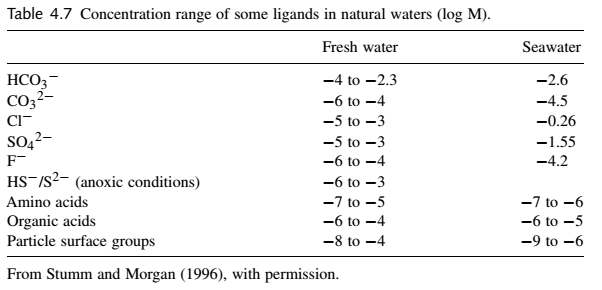 Table 4.7 Concentration range of some ligands in natural waters (log M).
Fresh water Seawater
HCO₃⁻ −4 to −2.3 −2.6
CO₃²⁻ −6 to −4 −4.5
Cl⁻ −5 to −3 −0.26
SO₄²⁻ −5 to −3 −1.55
F⁻ −6 to −4 −4.2
HS⁻/S²⁻ (anoxic conditions) −6 to −3
Amino acids −7 to −5 −7 to −6
Organic acids −6 to −4 −6 to −5
Particle surface groups −8 to −4 −9 to −6
From Stumm and Morgan (1996), with permission.